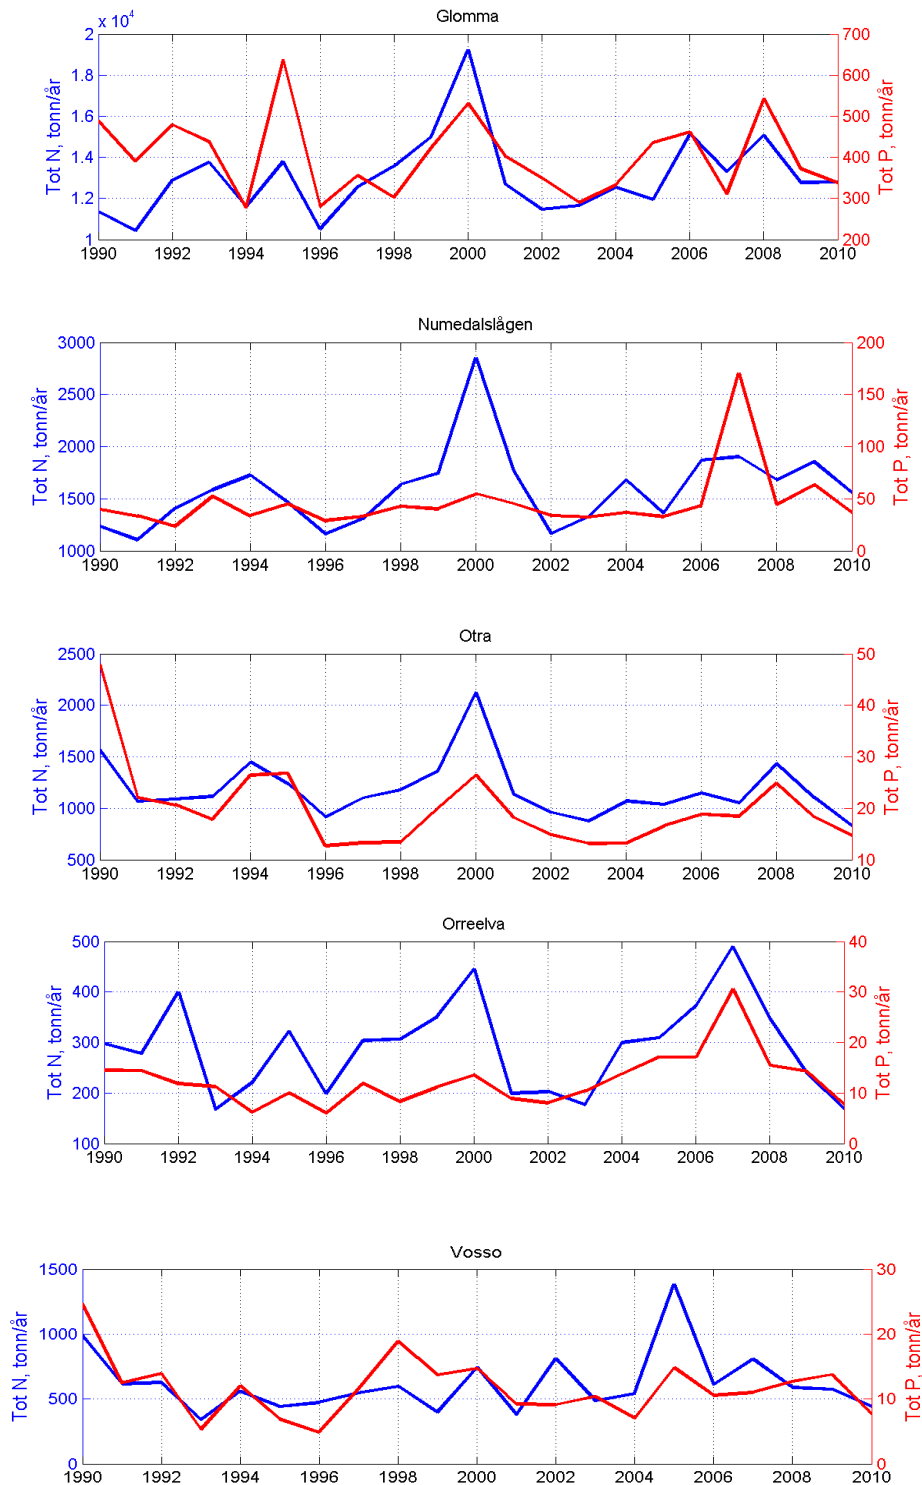 Glomma
x 10⁴
2 1.8 1.6 1.4 1.2 1
Tot N, tonn/år
700 600 500 400 300 200
Tot P, tonn/år
1990 1992 1994 1996 1998 2000 2002 2004 2006 2008 2010
Numedalslågen
3000 2500 2000 1500 1000
Tot N, tonn/år
200 150 100 50 0
Tot P, tonn/år
1990 1992 1994 1996 1998 2000 2002 2004 2006 2008 2010
Otra
2500 2000 1500 1000 500
Tot N, tonn/år
50 40 30 20 10
Tot P, tonn/år
1990 1992 1994 1996 1998 2000 2002 2004 2006 2008 2010
Orreelva
500 400 300 200 100
Tot N, tonn/år
40 30 20 10 0
Tot P, tonn/år
1990 1992 1994 1996 1998 2000 2002 2004 2006 2008 2010
Vosso
1500 1000 500 0
Tot N, tonn/år
30 20 10 0
Tot P, tonn/år
1990 1992 1994 1996 1998 2000 2002 2004 2006 2008 2010